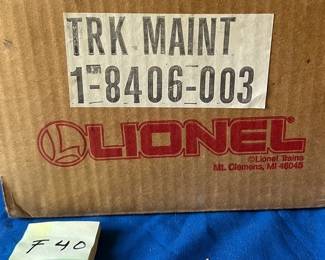 TRK MAINT
1-8406-003
LIONEL®
©Lionel Trains
Mt. Clemens, MI 48045
F 40